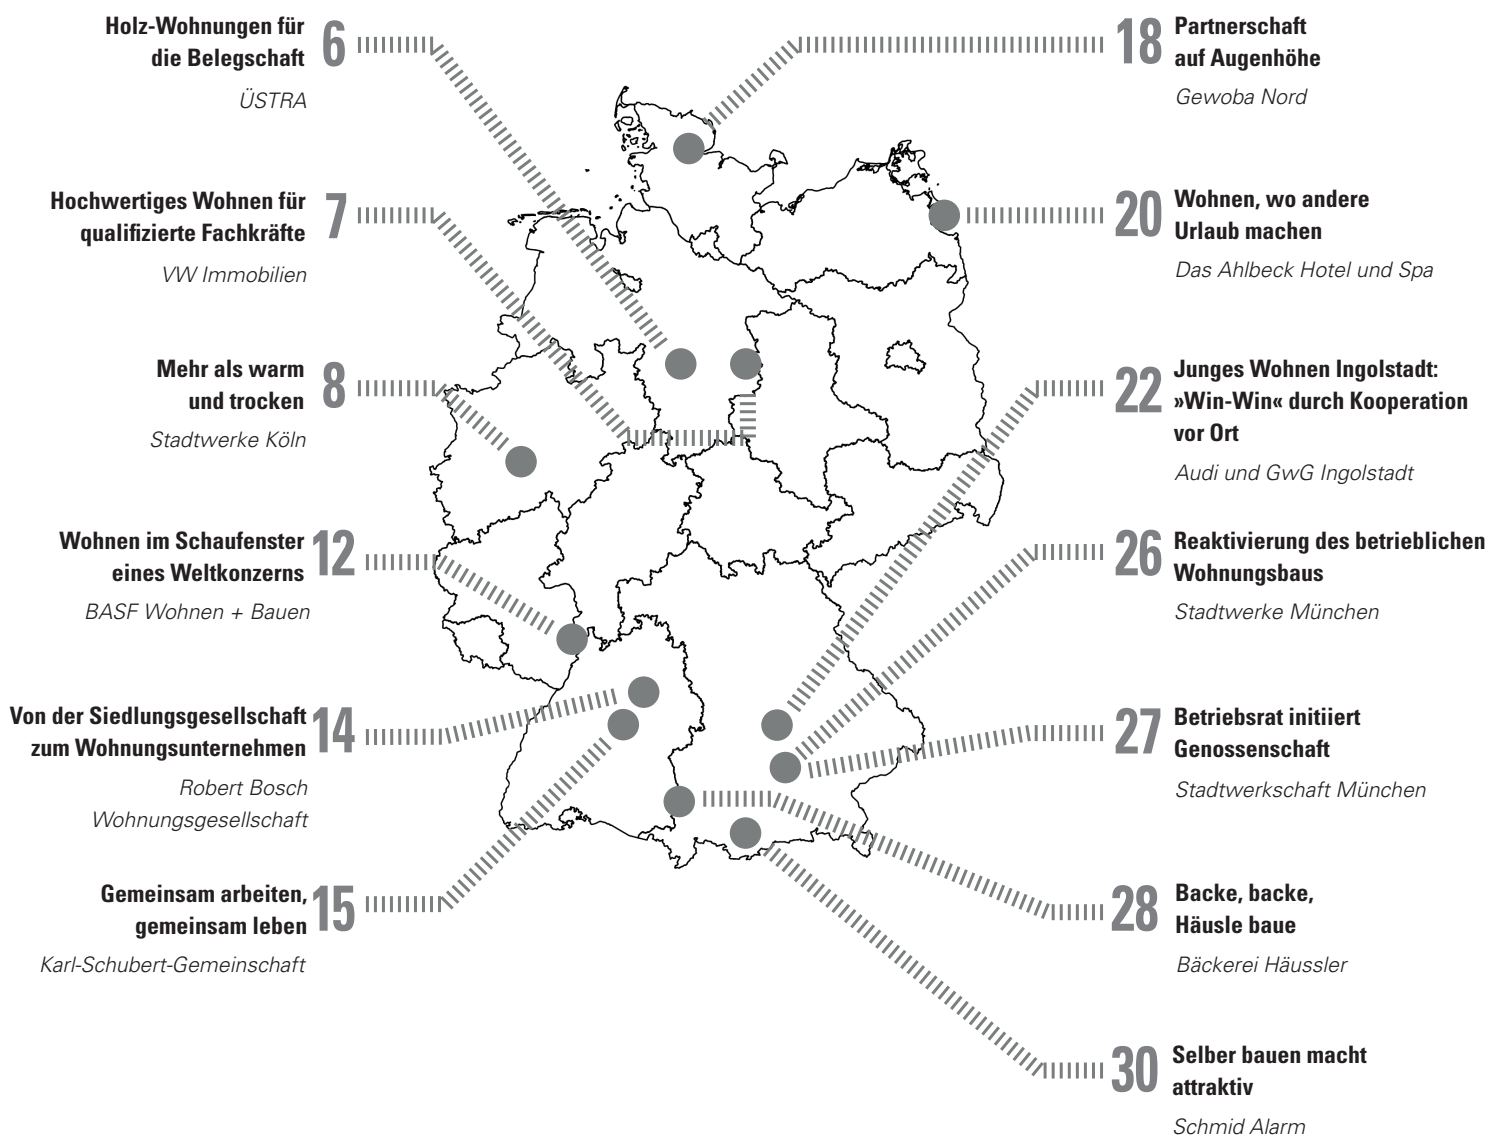 Holz-Wohnungen für
die Belegschaft
6
ÜSTRA
Hochwertiges Wohnen für
qualifizierte Fachkräfte
7
VW Immobilien
Mehr als warm
und trocken
8
Stadtwerke Köln
Wohnen im Schaufenster
eines Weltkonzerns
12
BASF Wohnen + Bauen
Von der Siedlungsgesellschaft
zum Wohnungsunternehmen
14
Robert Bosch
Wohnungsgesellschaft
Gemeinsam arbeiten,
gemeinsam leben
15
Karl-Schubert-Gemeinschaft
18
Partnerschaft
auf Augenhöhe
Gewoba Nord
20
Wohnen, wo andere
Urlaub machen
Das Ahlbeck Hotel und Spa
22
Junges Wohnen Ingolstadt:
»Win-Win« durch Kooperation
vor Ort
Audi und GwG Ingolstadt
26
Reaktivierung des betrieblichen
Wohnungsbaus
Stadtwerke München
27
Betriebsrat initiiert
Genossenschaft
Stadtwerkschaft München
28
Backe, backe,
Häusle baue
Bäckerei Häussler
30
Selber bauen macht
attraktiv
Schmid Alarm